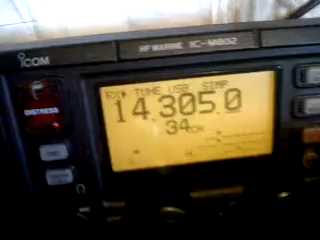 ICOM
HF MARINE IC-M802
DISTRESS
RX TUNE USB SIMP
14.305.0
34CH